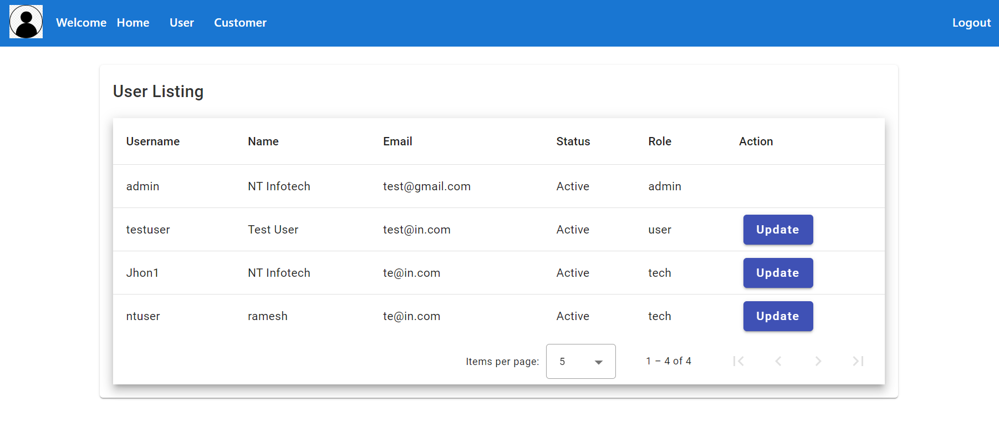 Welcome Home User Customer Logout
User Listing
Username Name Email Status Role Action
admin NT Infotech test@gmail.com Active admin
testuser Test User test@in.com Active user Update
Jhon1 NT Infotech te@in.com Active tech Update
ntuser ramesh te@in.com Active tech Update
Items per page: 5 1 – 4 of 4